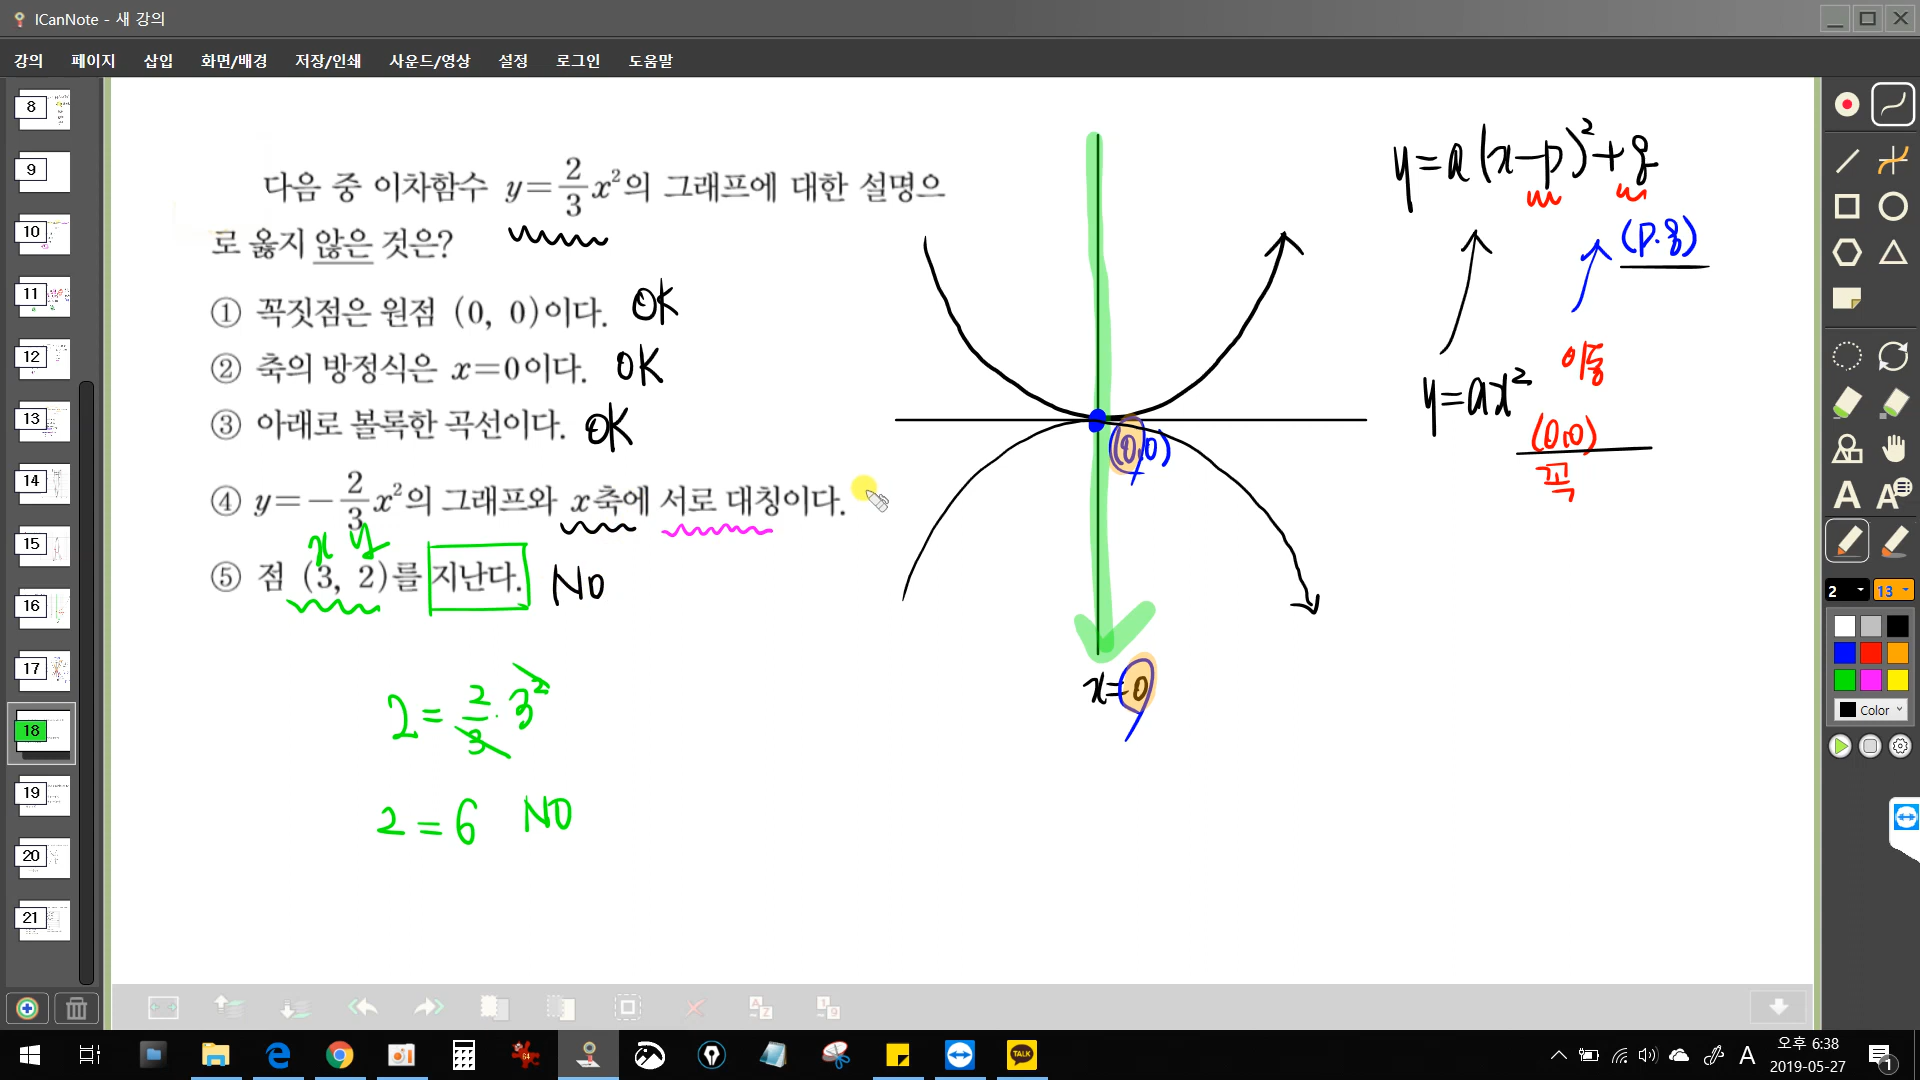 ICanNote - 새 강의
강의 페이지 삽입 화면/배경 저장/인쇄 사운드/영상 설정 로그인 도움말
8
9
10
11
12
13
14
15
16
17
18
19
20
21
다음 중 이차함수 y=2/3x²의 그래프에 대한 설명으
로 옳지 않은 것은?
① 꼭짓점은 원점 (0, 0)이다. OK
② 축의 방정식은 x=0이다. OK
③ 아래로 볼록한 곡선이다. OK
④ y=-2/3x²의 그래프와 x축에 서로 대칭이다.
x y
⑤ 점 (3, 2)를 지난다. NO
2=2/3·3²
2=6 NO
(0,0)
x=0
y=a(x-p)²+q
(p.q)
이동
y=ax²
(0,0)
꼭
A A
2 13
Color
오후 6:38
2019-05-27
A
TALK
64
1